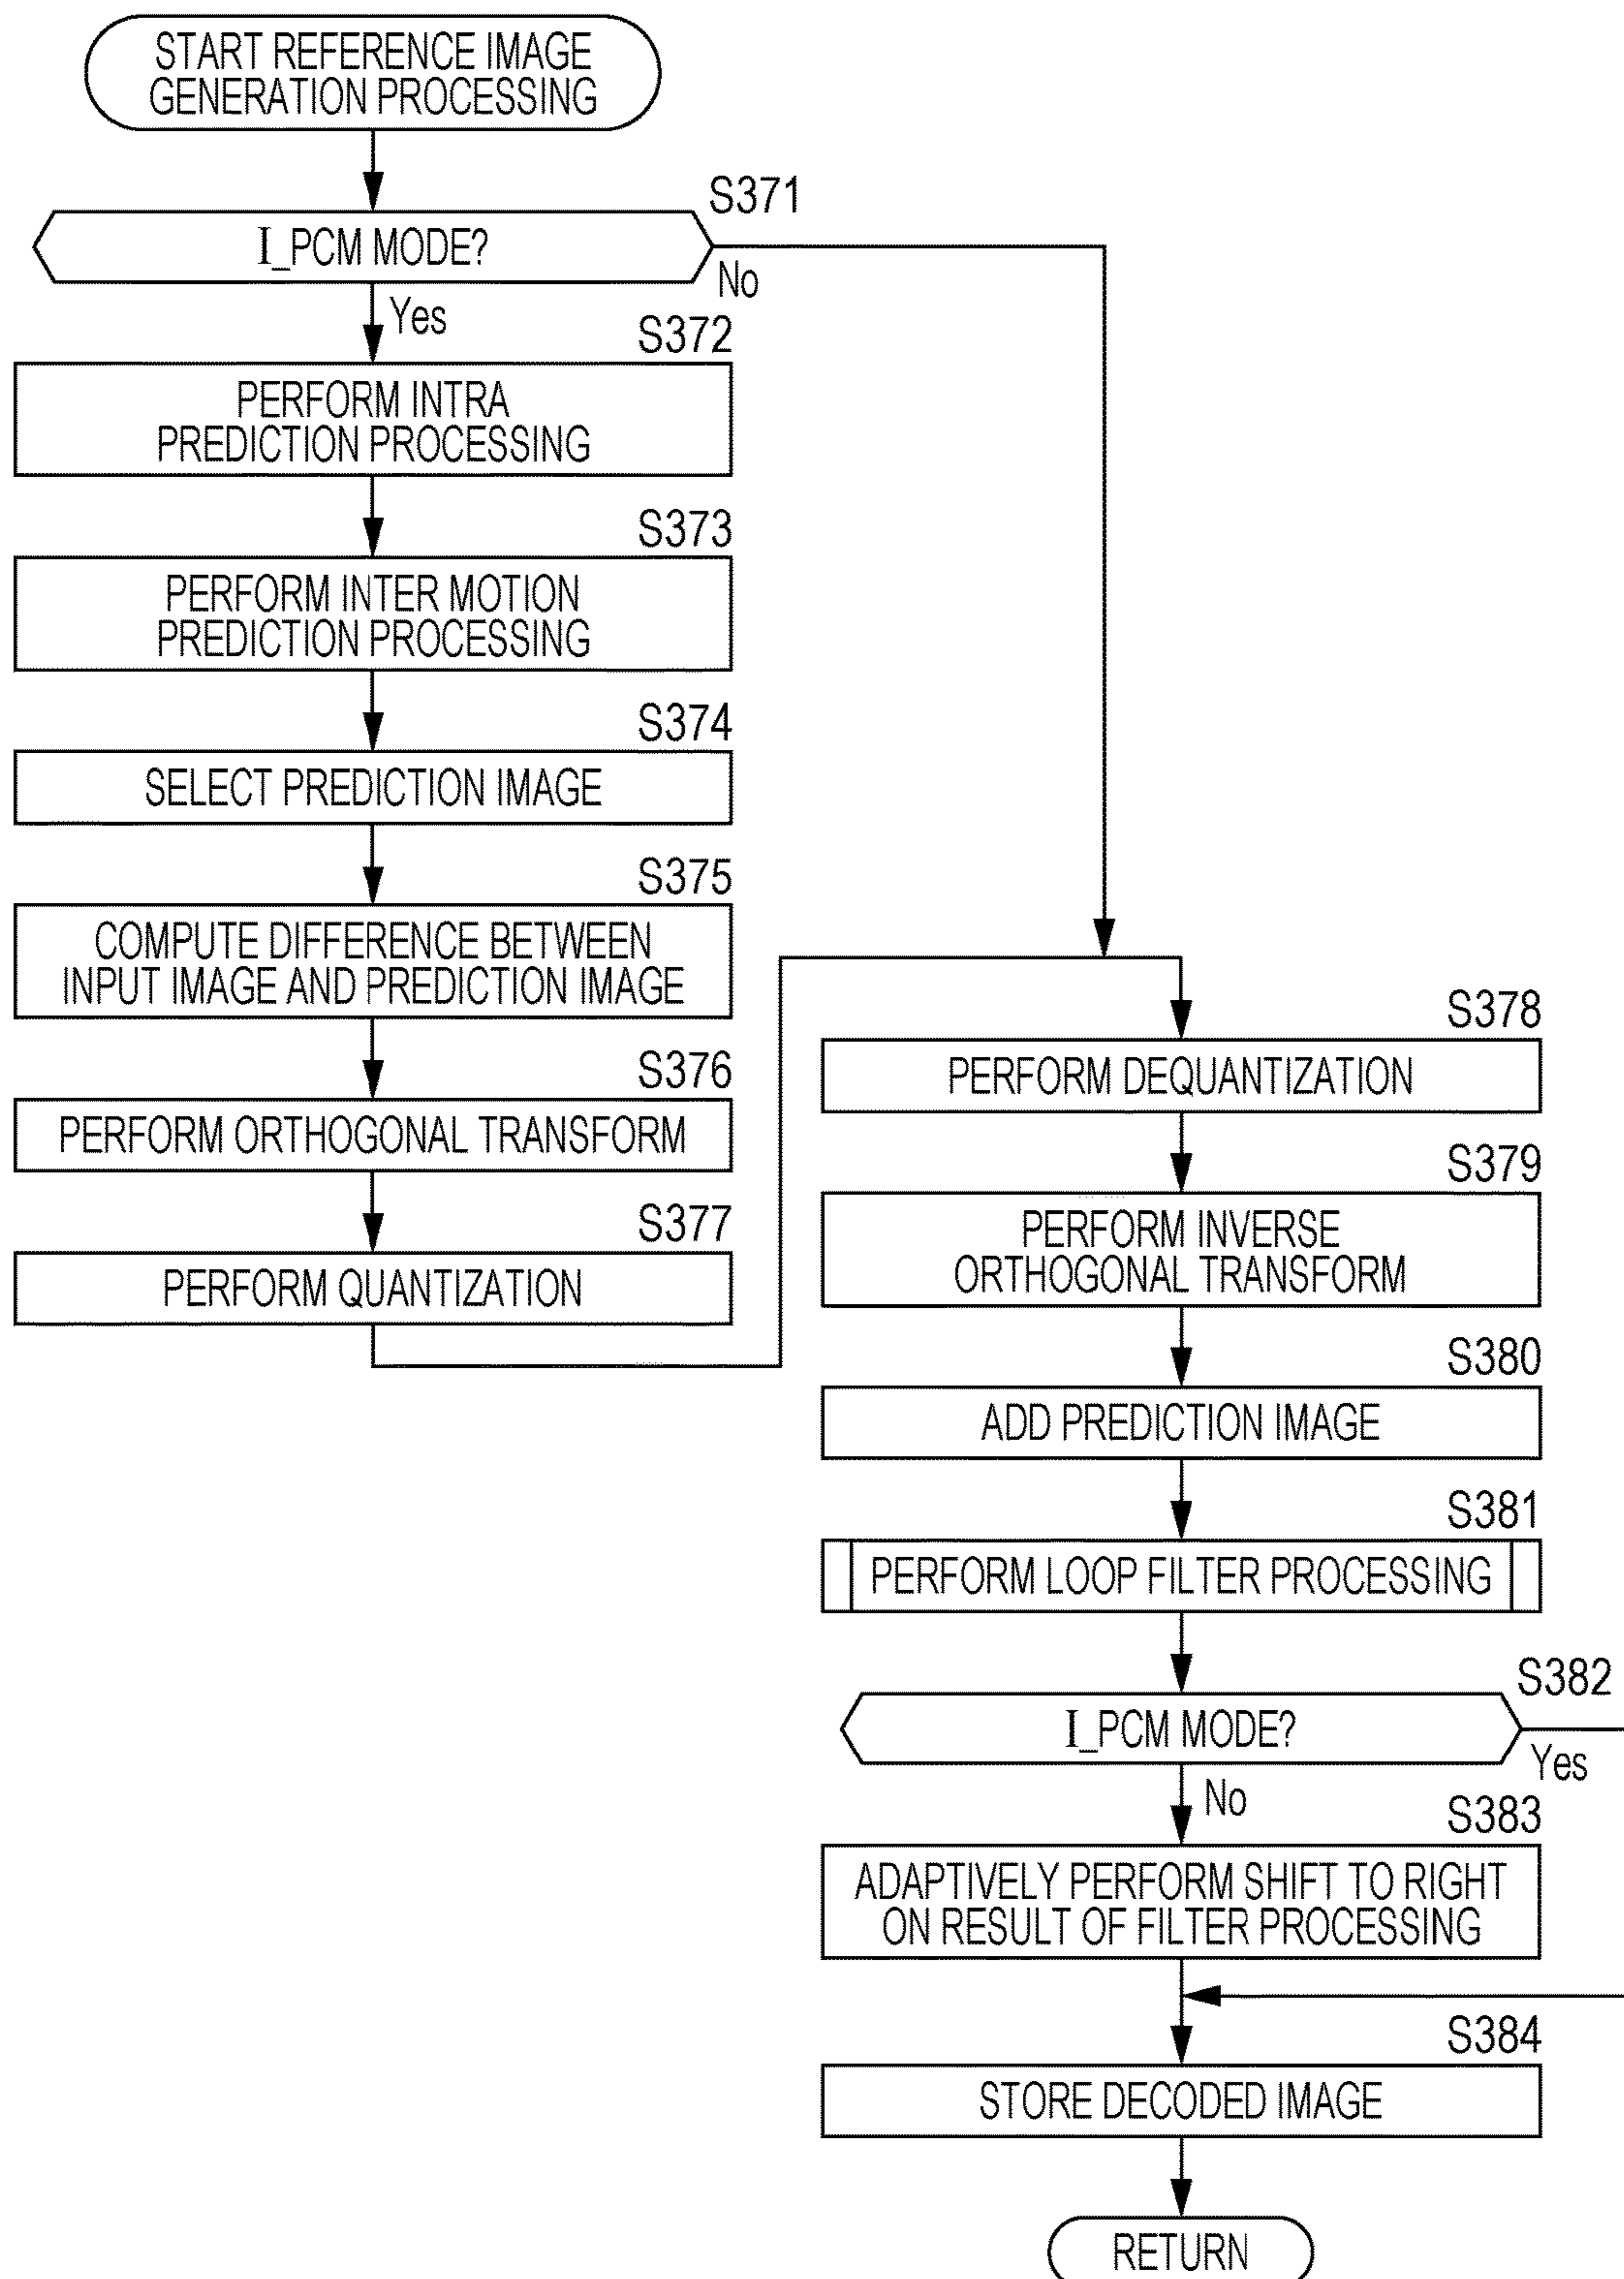 START REFERENCE IMAGE
GENERATION PROCESSING
S371
I_PCM MODE?
No
Yes
S372
PERFORM INTRA
PREDICTION PROCESSING
S373
PERFORM INTER MOTION
PREDICTION PROCESSING
S374
SELECT PREDICTION IMAGE
S375
COMPUTE DIFFERENCE BETWEEN
INPUT IMAGE AND PREDICTION IMAGE
S376
PERFORM ORTHOGONAL TRANSFORM
S377
PERFORM QUANTIZATION
S378
PERFORM DEQUANTIZATION
S379
PERFORM INVERSE
ORTHOGONAL TRANSFORM
S380
ADD PREDICTION IMAGE
S381
PERFORM LOOP FILTER PROCESSING
S382
I_PCM MODE?
Yes
No
S383
ADAPTIVELY PERFORM SHIFT TO RIGHT
ON RESULT OF FILTER PROCESSING
S384
STORE DECODED IMAGE
RETURN